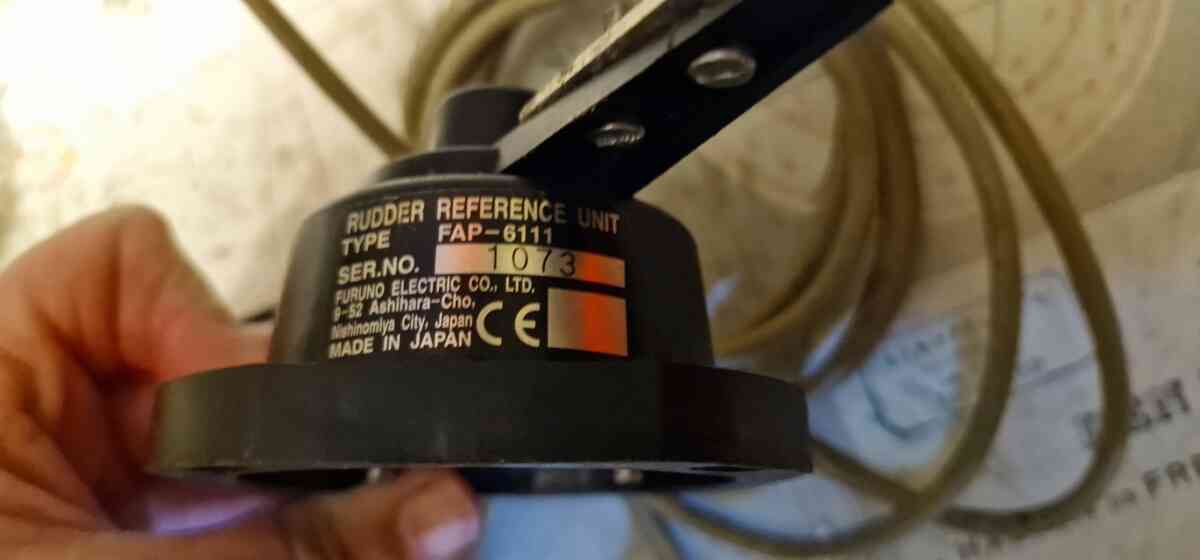 RUDDER REFERENCE UNIT
TYPE FAP-6111
SER.NO. 1073
FURUNO ELECTRIC CO., LTD.
9-52 Ashihara-Cho,
Nishinomiya City, Japan
MADE IN JAPAN CE